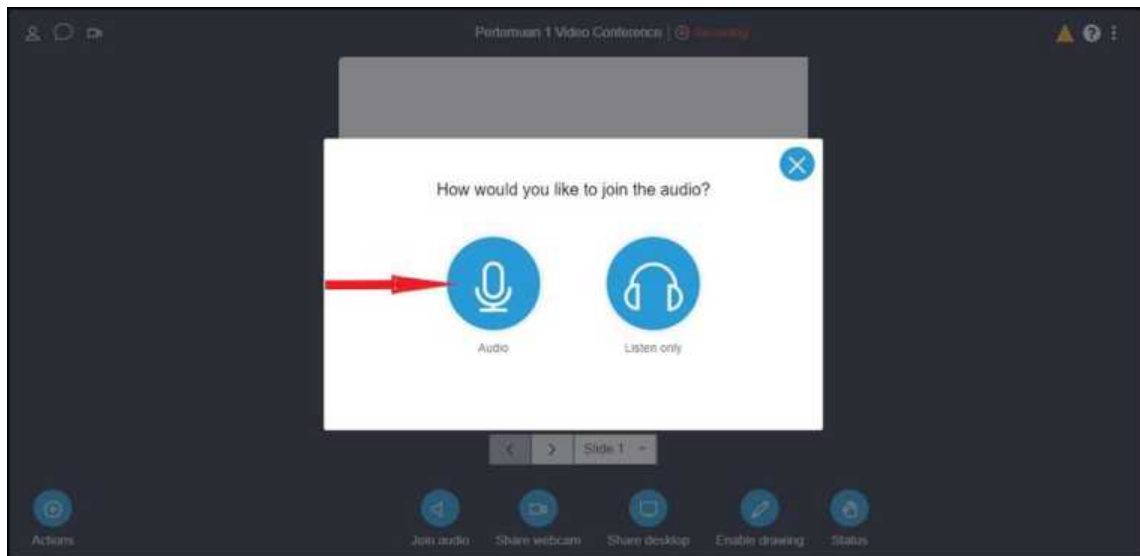 Pertemuan 1 Video Conference | Recording
How would you like to join the audio?
Audio
Listen only
Slide 1
Actions
Join audio
Share webcam
Share desktop
Enable drawing
Status